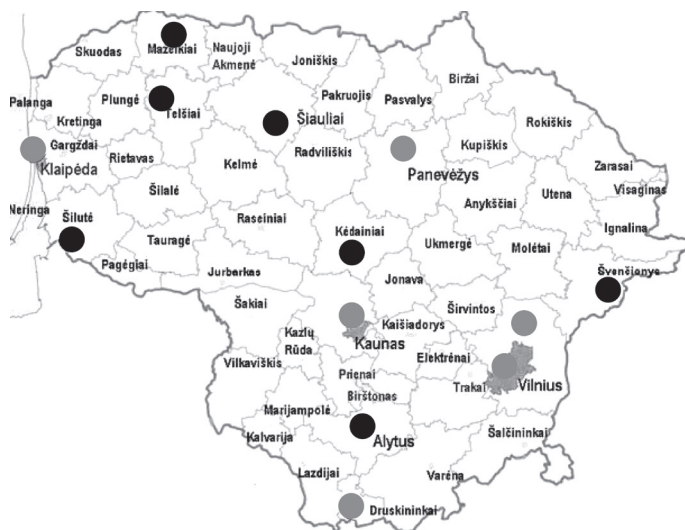 Skuodas
Mažeikiai
Naujoji
Akmenė
Joniškis
Biržai
Palanga
Plungė
Telšiai
Pakruojis
Pasvalys
Kretinga
Šiauliai
Rokiškis
Gargždai
Klaipėda
Rietavas
Kelmė
Radviliškis
Panevėžys
Kupiškis
Zarasai
Visaginas
Šilalė
Anykščiai
Utena
Neringa
Šilutė
Raseiniai
Kėdainiai
Ignalina
Tauragė
Ukmergė
Molėtai
Pagėgiai
Jurbarkas
Jonava
Švenčionys
Šakiai
Širvintos
Kazlų
Rūda
Kaunas
Kaišiadorys
Vilkaviškis
Elektrėnai
Prienai
Trakai
Vilnius
Birštonas
Marijampolė
Kalvarija
Alytus
Šalčininkai
Lazdijai
Varėna
Druskininkai